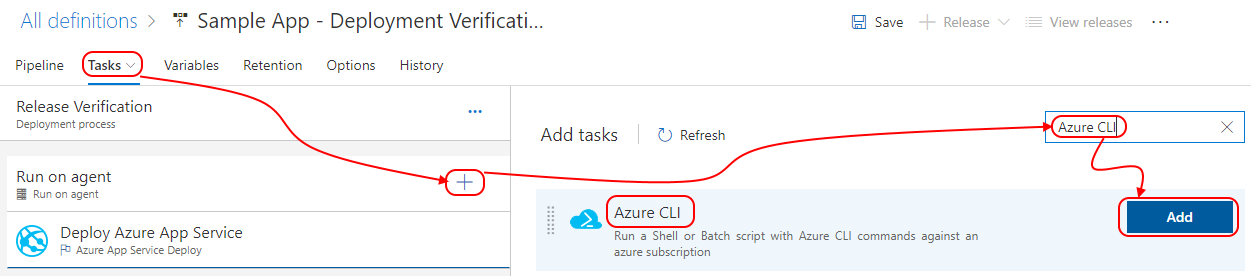 All definitions > Sample App - Deployment Verificati...
Save
Release
View releases
Pipeline
Tasks
Variables
Retention
Options
History
Release Verification
Deployment process
Run on agent
Run on agent
Deploy Azure App Service
Azure App Service Deploy
Add tasks
Refresh
Azure CLI
Azure CLI
Run a Shell or Batch script with Azure CLI commands against an
azure subscription
Add